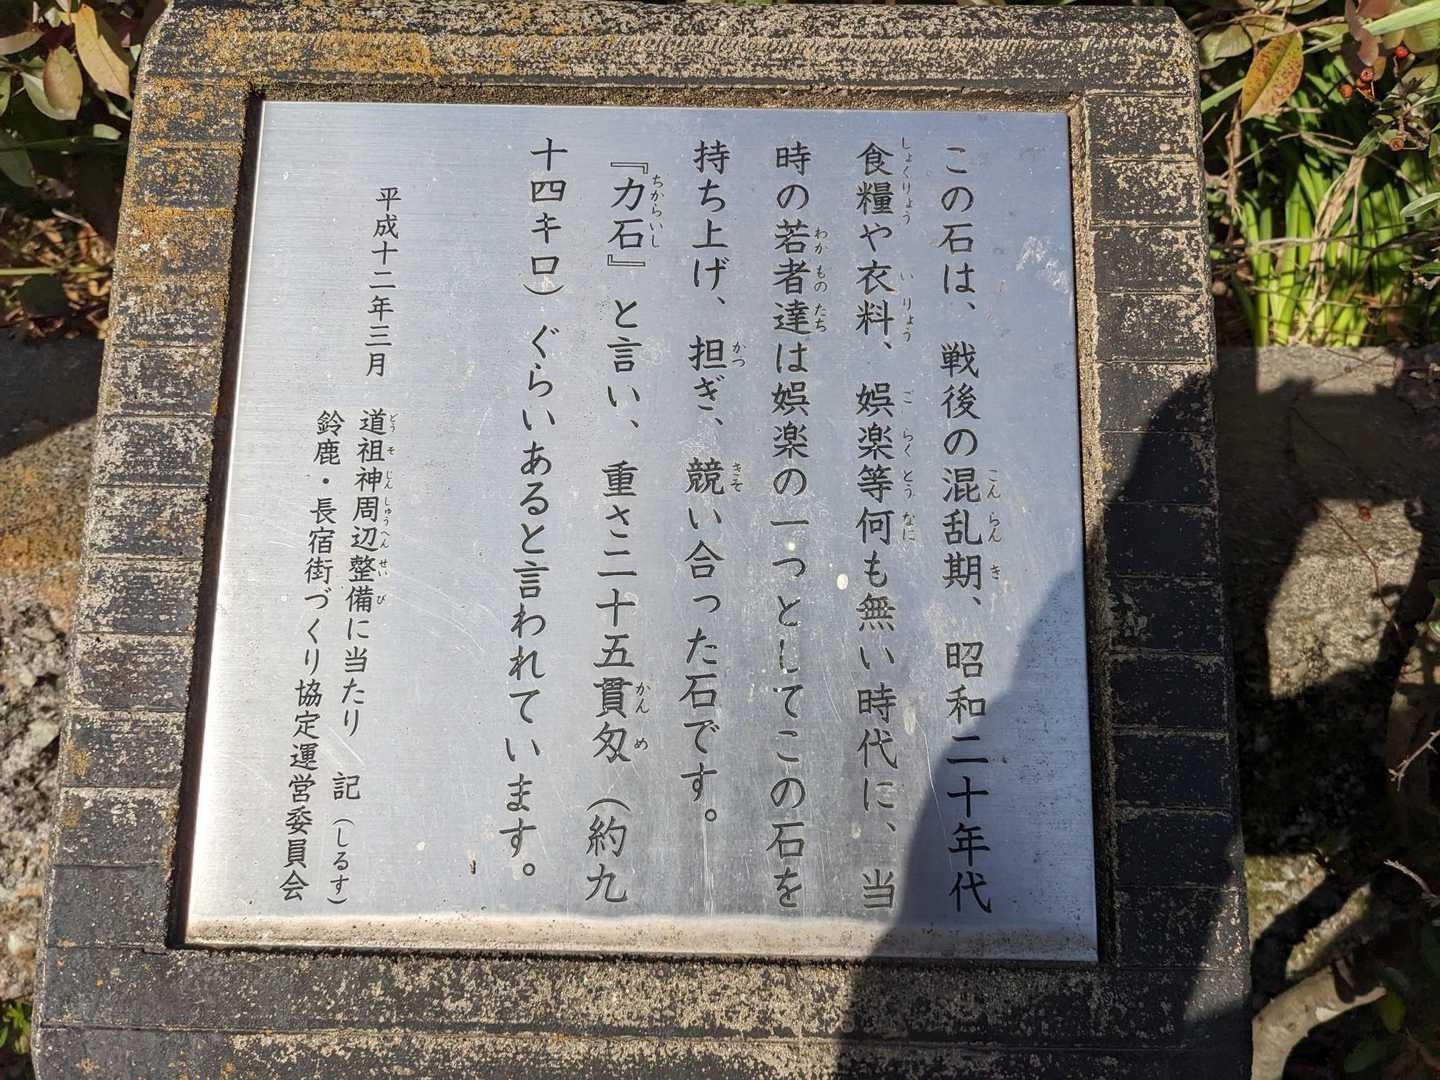 この石は、戦後の混乱期、昭和二十年代
食糧や衣料、娯楽等何も無い時代に、当
時の若者達は娯楽の一つとしてこの石を
持ち上げ、担ぎ、競い合った石です。
『力石』と言い、重さ二十五貫匁（約九
十四キロ）ぐらいあると言われています。
平成十二年三月
道祖神周辺整備に当たり 記（しるす）
鈴鹿・長宿街づくり協定運営委員会